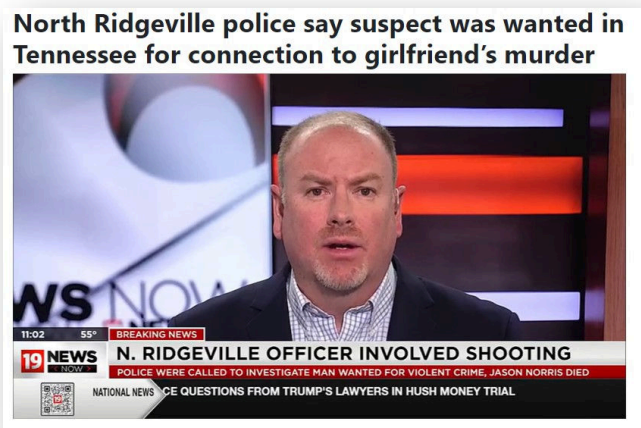 North Ridgeville police say suspect was wanted in
Tennessee for connection to girlfriend's murder
WS NOW
11:02 55° BREAKING NEWS
19 NEWS
NOW
N. RIDGEVILLE OFFICER INVOLVED SHOOTING
POLICE WERE CALLED TO INVESTIGATE MAN WANTED FOR VIOLENT CRIME, JASON NORRIS DIED
NATIONAL NEWS CE QUESTIONS FROM TRUMP'S LAWYERS IN HUSH MONEY TRIAL